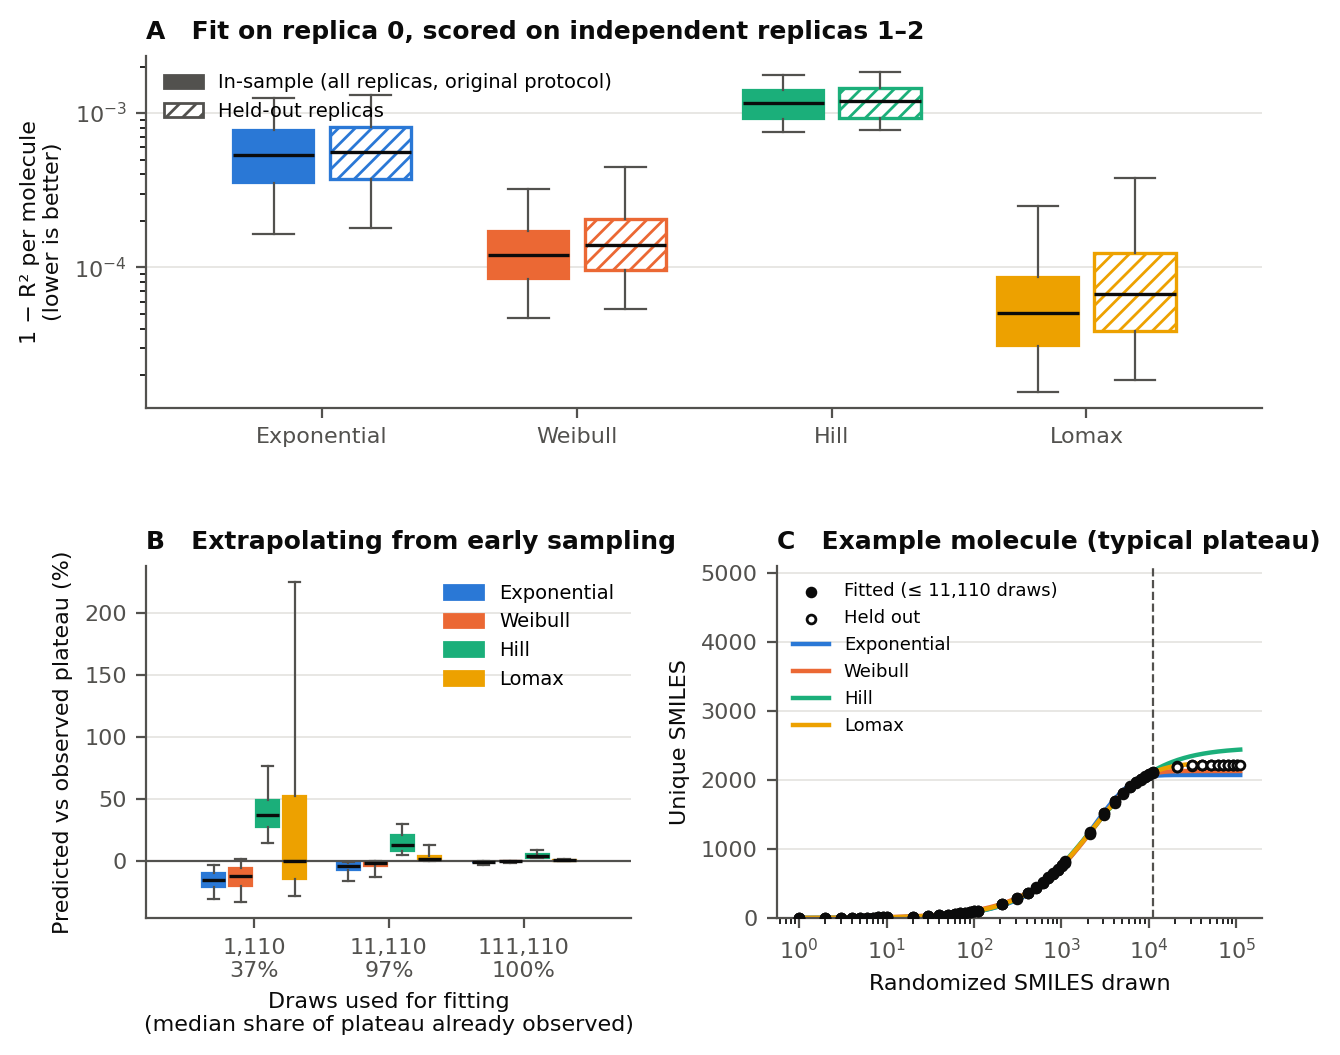 A Fit on replica 0, scored on independent replicas 1–2
In-sample (all replicas, original protocol)
Held-out replicas
10⁻³
10⁻⁴
1 − R² per molecule
(lower is better)
Exponential
Weibull
Hill
Lomax
B Extrapolating from early sampling
Predicted vs observed plateau (%)
200
150
100
50
0
Exponential
Weibull
Hill
Lomax
1,110
37%
11,110
97%
111,110
100%
Draws used for fitting
(median share of plateau already observed)
C Example molecule (typical plateau)
Unique SMILES
5000
4000
3000
2000
1000
0
Fitted (≤ 11,110 draws)
Held out
Exponential
Weibull
Hill
Lomax
10⁰
10¹
10²
10³
10⁴
10⁵
Randomized SMILES drawn